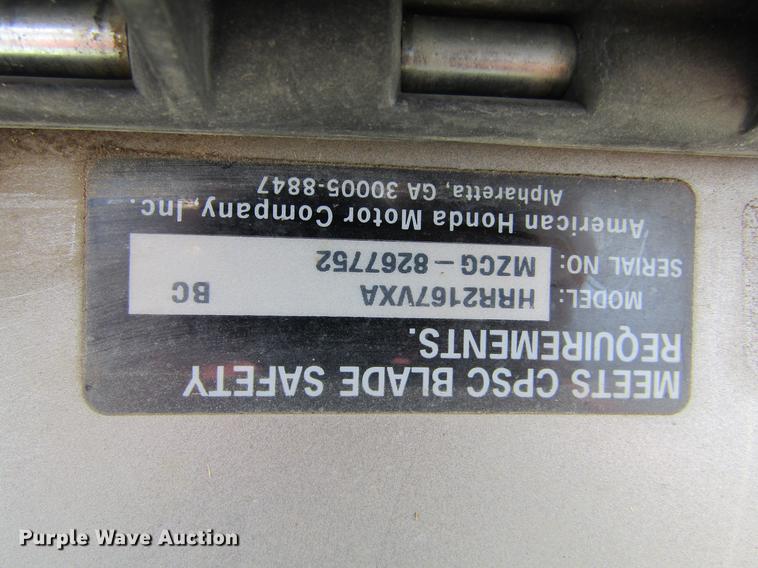 MEETS CPSC BLADE SAFETY
REQUIREMENTS.
MODEL: HRR2167VXA BC
SERIAL NO: MZCG-8267752
American Honda Motor Company, Inc.
Alpharetta, GA 30005-8847
Purple Wave Auction